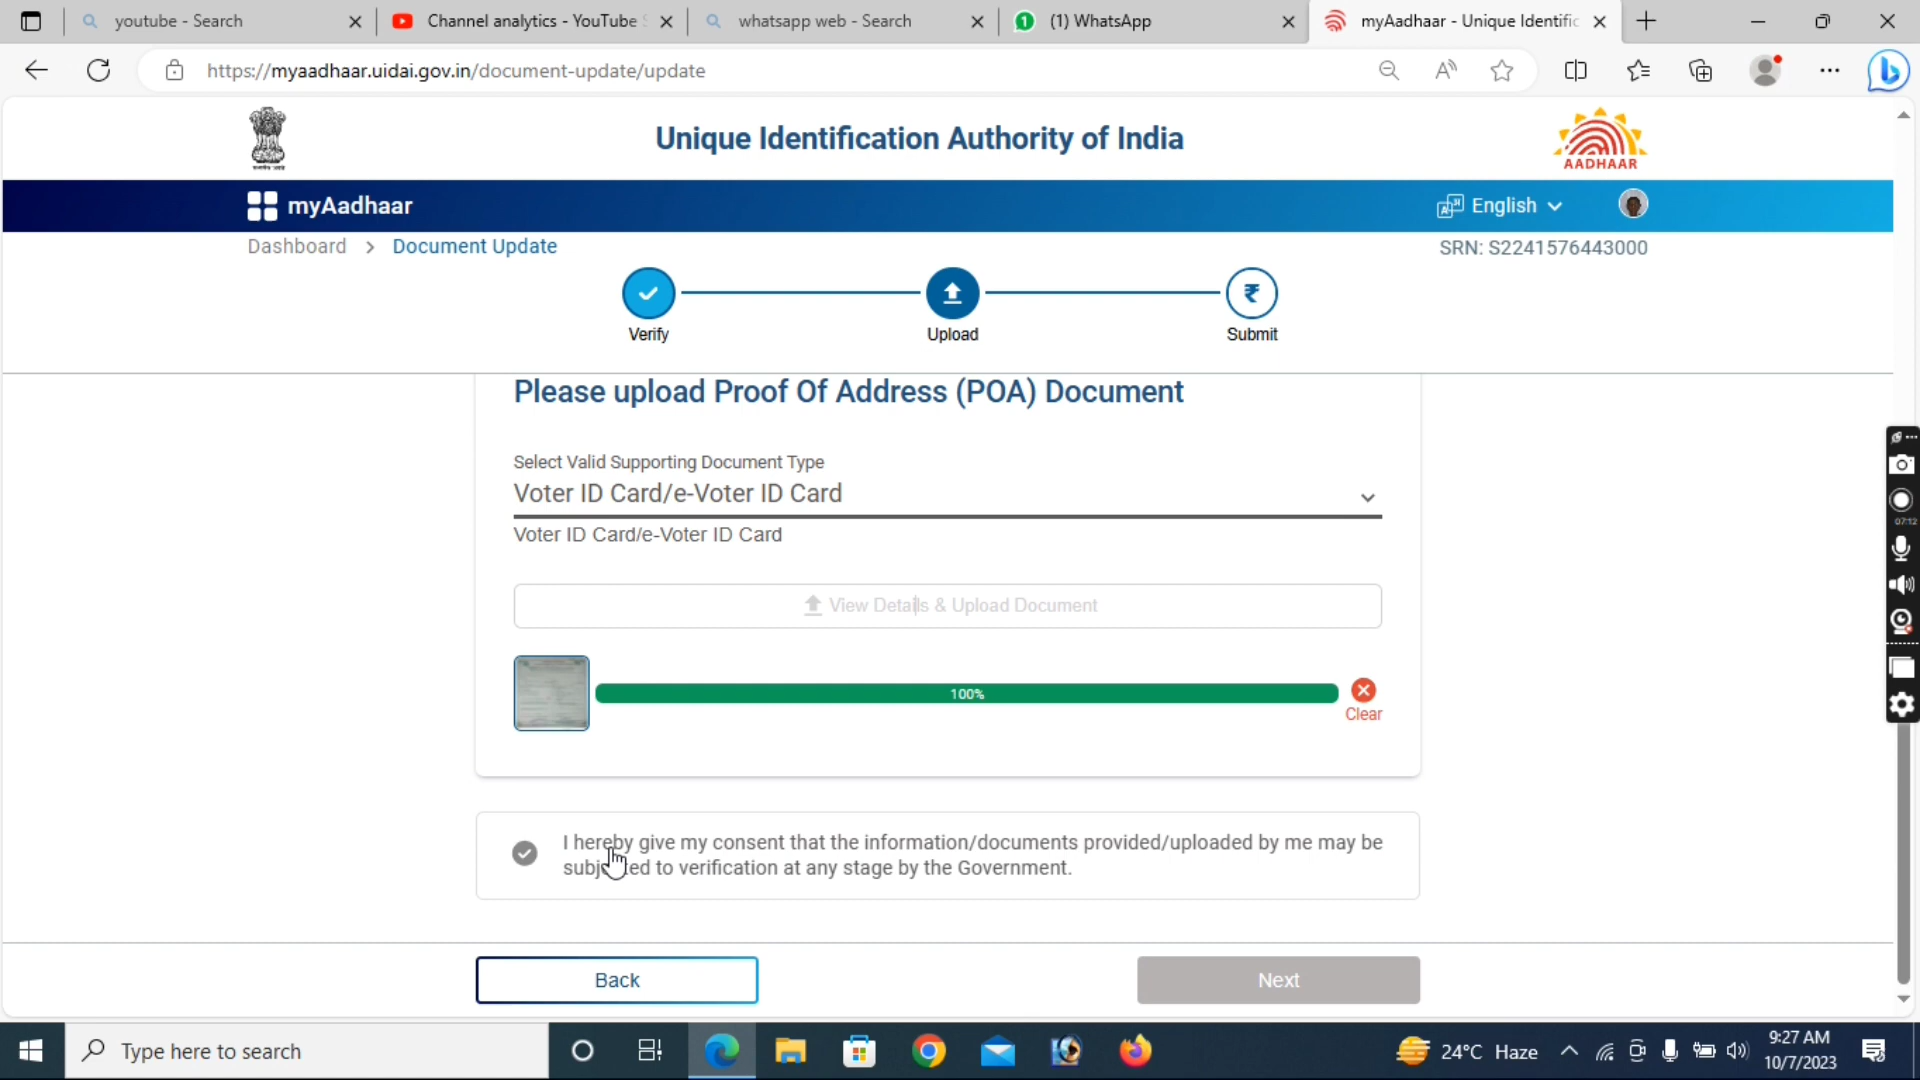 youtube - Search
Channel analytics - YouTube S
whatsapp web - Search
(1) WhatsApp
myAadhaar - Unique Identific
https://myaadhaar.uidai.gov.in/document-update/update
Unique Identification Authority of India
AADHAAR
myAadhaar
English
Dashboard > Document Update
SRN: S2241576443000
Verify
Upload
Submit
Please upload Proof Of Address (POA) Document
Select Valid Supporting Document Type
Voter ID Card/e-Voter ID Card
Voter ID Card/e-Voter ID Card
View Details & Upload Document
100%
Clear
I hereby give my consent that the information/documents provided/uploaded by me may be
subjected to verification at any stage by the Government.
Back
Next
07:12
Type here to search
24°C Haze
9:27 AM
10/7/2023